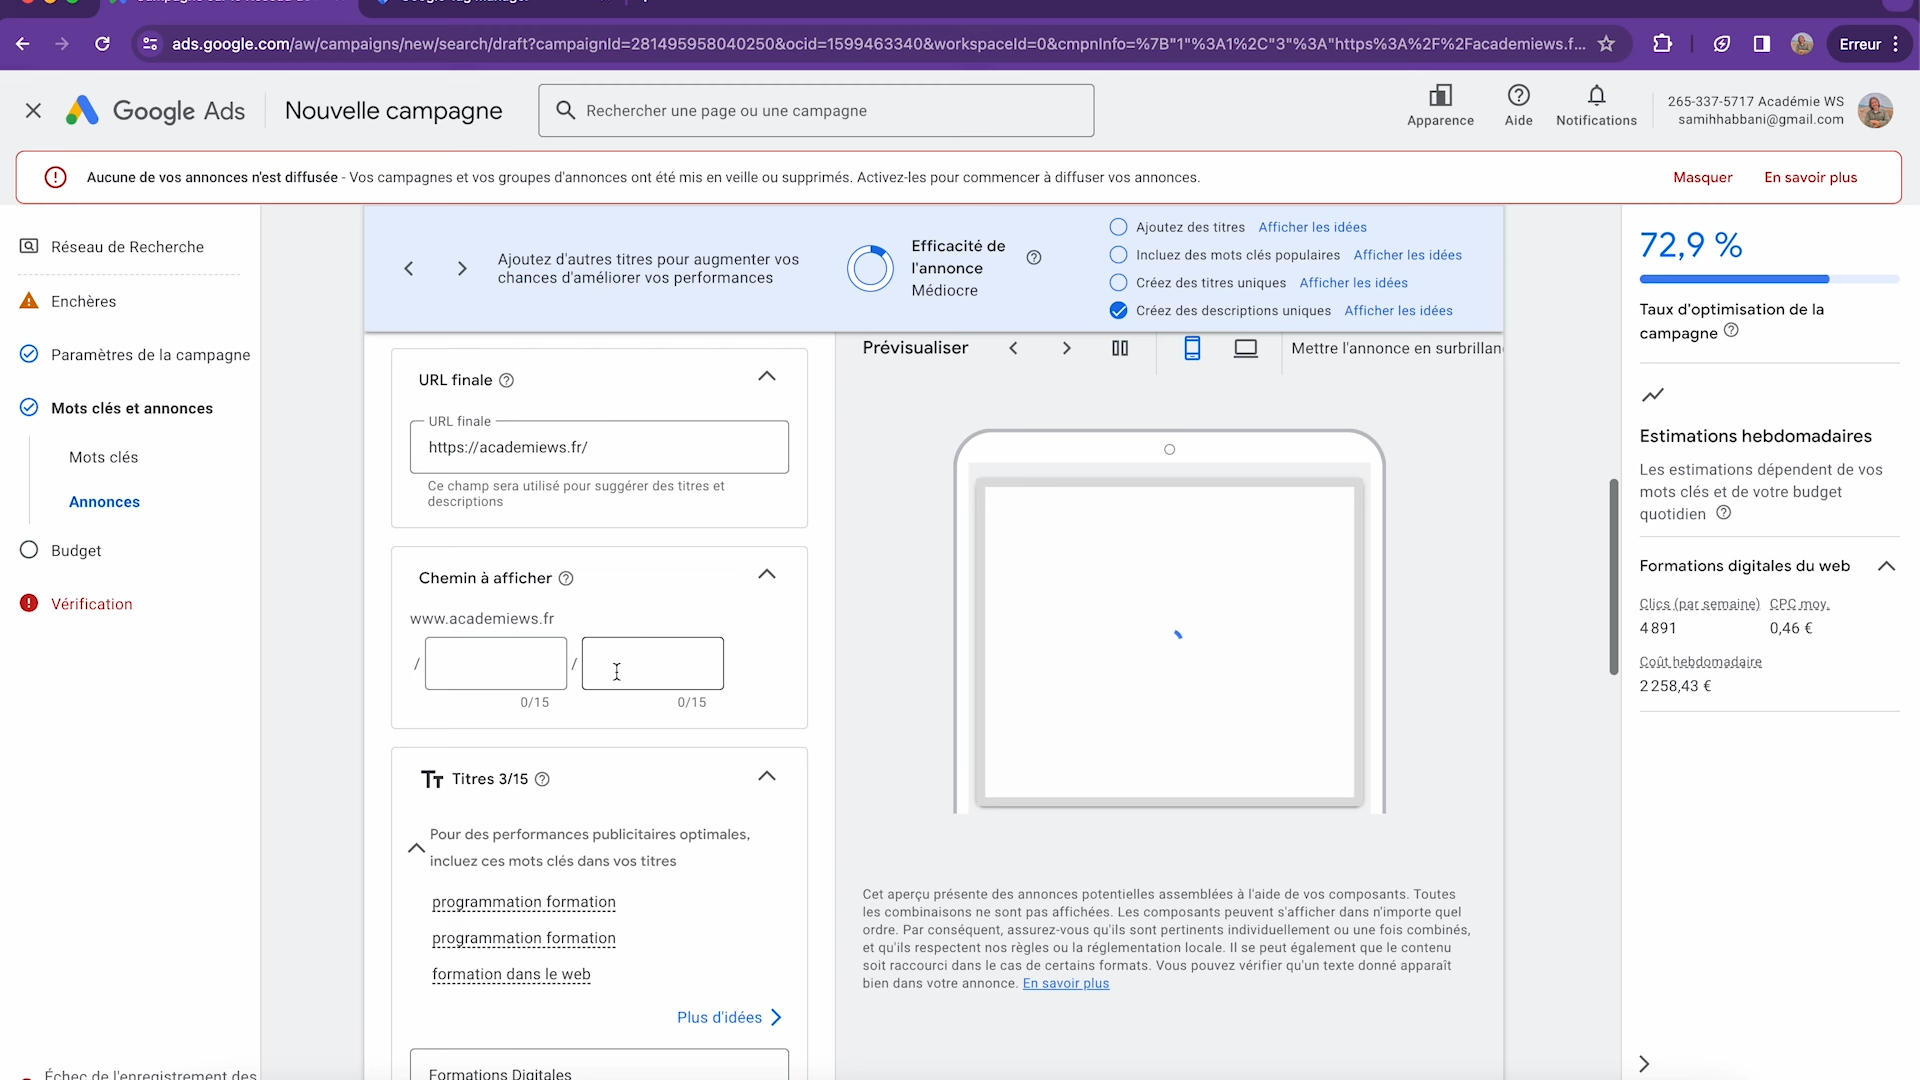 ads.google.com/aw/campaigns/new/search/draft?campaignId=281495958040250&ocid=1599463340&workspaceId=0&cmpnInfo=%7B"1"%3A1%2C"3"%3A"https%3A%2F%2Facademiews.f...
Erreur
Google Ads
Nouvelle campagne
Rechercher une page ou une campagne
Apparence
Aide
Notifications
265-337-5717 Académie WS
samihhabbani@gmail.com
Aucune de vos annonces n'est diffusée - Vos campagnes et vos groupes d'annonces ont été mis en veille ou supprimés. Activez-les pour commencer à diffuser vos annonces.
Masquer
En savoir plus
Réseau de Recherche
Enchères
Paramètres de la campagne
Mots clés et annonces
Mots clés
Annonces
Budget
Vérification
Échec de l'enregistrement des
Ajoutez d'autres titres pour augmenter vos
chances d'améliorer vos performances
Efficacité de
l'annonce
Médiocre
Ajoutez des titres Afficher les idées
Incluez des mots clés populaires Afficher les idées
Créez des titres uniques Afficher les idées
Créez des descriptions uniques Afficher les idées
URL finale
URL finale
https://academiews.fr/
Ce champ sera utilisé pour suggérer des titres et
descriptions
Chemin à afficher
www.academiews.fr
/ /
0/15 0/15
Titres 3/15
Pour des performances publicitaires optimales,
incluez ces mots clés dans vos titres
programmation formation
programmation formation
formation dans le web
Plus d'idées
Formations Digitales
Prévisualiser
Mettre l'annonce en surbrillan
Cet aperçu présente des annonces potentielles assemblées à l'aide de vos composants. Toutes
les combinaisons ne sont pas affichées. Les composants peuvent s'afficher dans n'importe quel
ordre. Par conséquent, assurez-vous qu'ils sont pertinents individuellement ou une fois combinés,
et qu'ils respectent nos règles ou la réglementation locale. Il se peut également que le contenu
soit raccourci dans le cas de certains formats. Vous pouvez vérifier qu'un texte donné apparaît
bien dans votre annonce. En savoir plus
72,9 %
Taux d'optimisation de la
campagne
Estimations hebdomadaires
Les estimations dépendent de vos
mots clés et de votre budget
quotidien
Formations digitales du web
Clics (par semaine) CPC moy.
4 891 0,46 €
Coût hebdomadaire
2 258,43 €